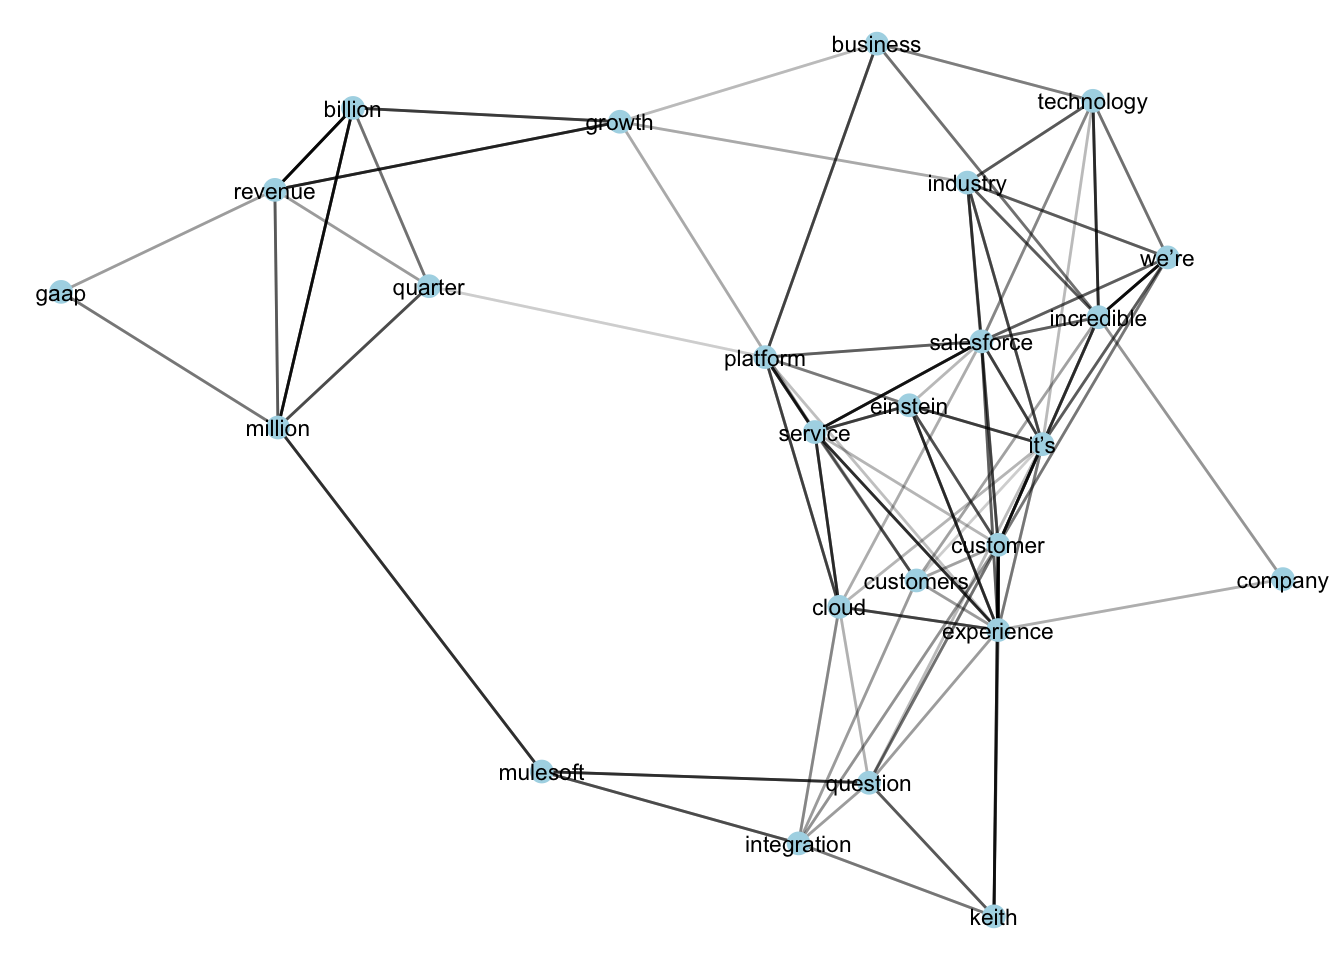 business
technology
billion
growth
industry
revenue
we’re
quarter
gaap
incredible
salesforce
platform
einstein
million
service
it’s
customer
customers
company
cloud
experience
mulesoft
question
integration
keith